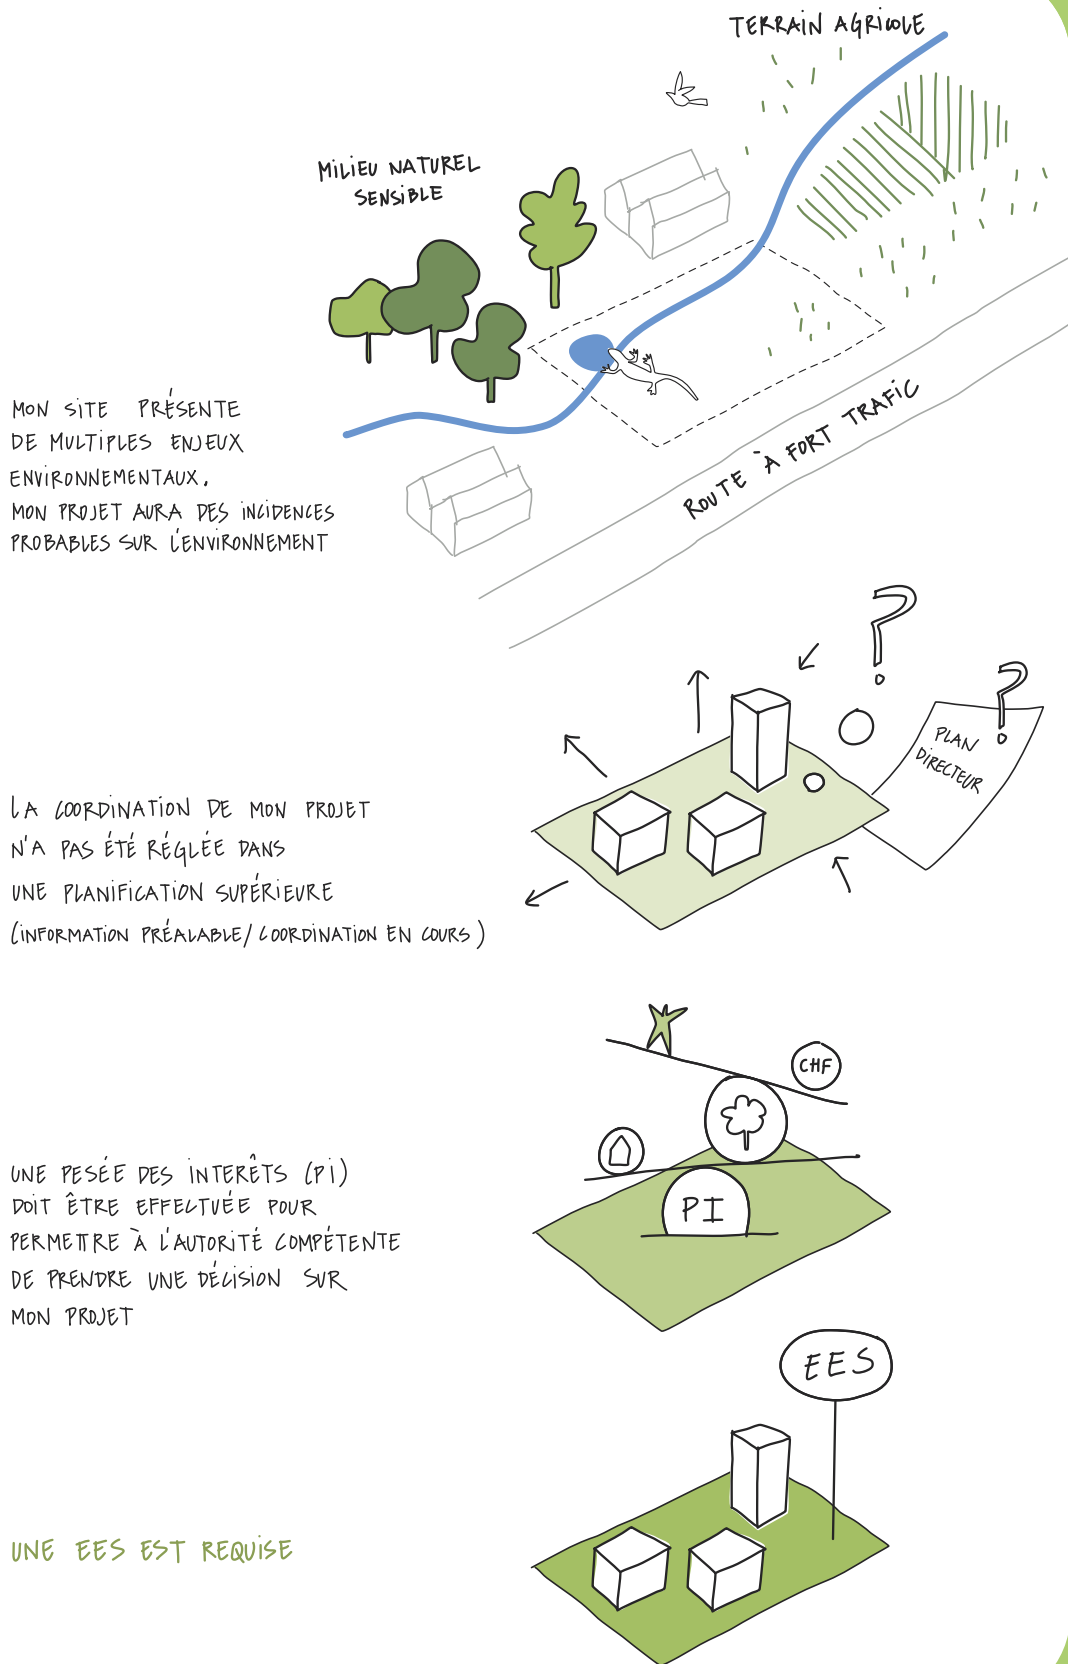 TERRAIN AGRICOLE
MILIEU NATUREL
SENSIBLE
MON SITE PRÉSENTE
DE MULTIPLES ENJEUX
ENVIRONNEMENTAUX.
MON PROJET AURA DES INCIDENCES
PROBABLES SUR L'ENVIRONNEMENT
ROUTE À FORT TRAFIC
?
?
PLAN
DIRECTEUR
LA COORDINATION DE MON PROJET
N'A PAS ÉTÉ RÉGLÉE DANS
UNE PLANIFICATION SUPÉRIEURE
(INFORMATION PRÉALABLE/COORDINATION EN COURS)
CHF
PI
UNE PESÉE DES INTERÊTS (PI)
DOIT ÊTRE EFFECTUÉE POUR
PERMETTRE À L'AUTORITÉ COMPÉTENTE
DE PRENDRE UNE DÉCISION SUR
MON PROJET
EES
UNE EES EST REQUISE